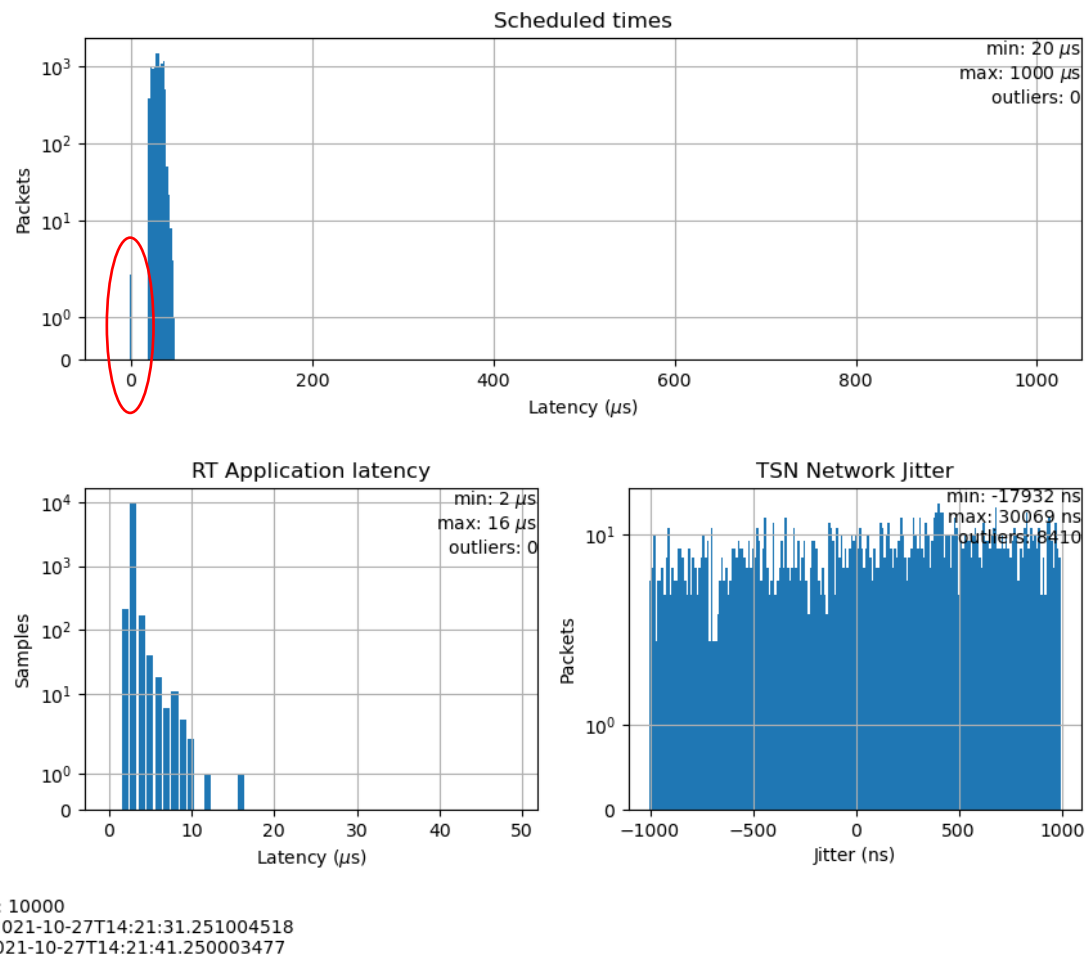 Scheduled times
min: 20 μs
max: 1000 μs
outliers: 0
10³
10²
10¹
10⁰
0
Packets
0 200 400 600 800 1000
Latency (μs)
RT Application latency
min: 2 μs
max: 16 μs
outliers: 0
10⁴
10³
10²
10¹
10⁰
0
Samples
0 10 20 30 40 50
Latency (μs)
TSN Network Jitter
min: -17932 ns
max: 30069 ns
outliers: 8410
10¹
10⁰
0
Packets
−1000 −500 0 500 1000
Jitter (ns)
: 10000
021-10-27T14:21:31.251004518
021-10-27T14:21:41.250003477